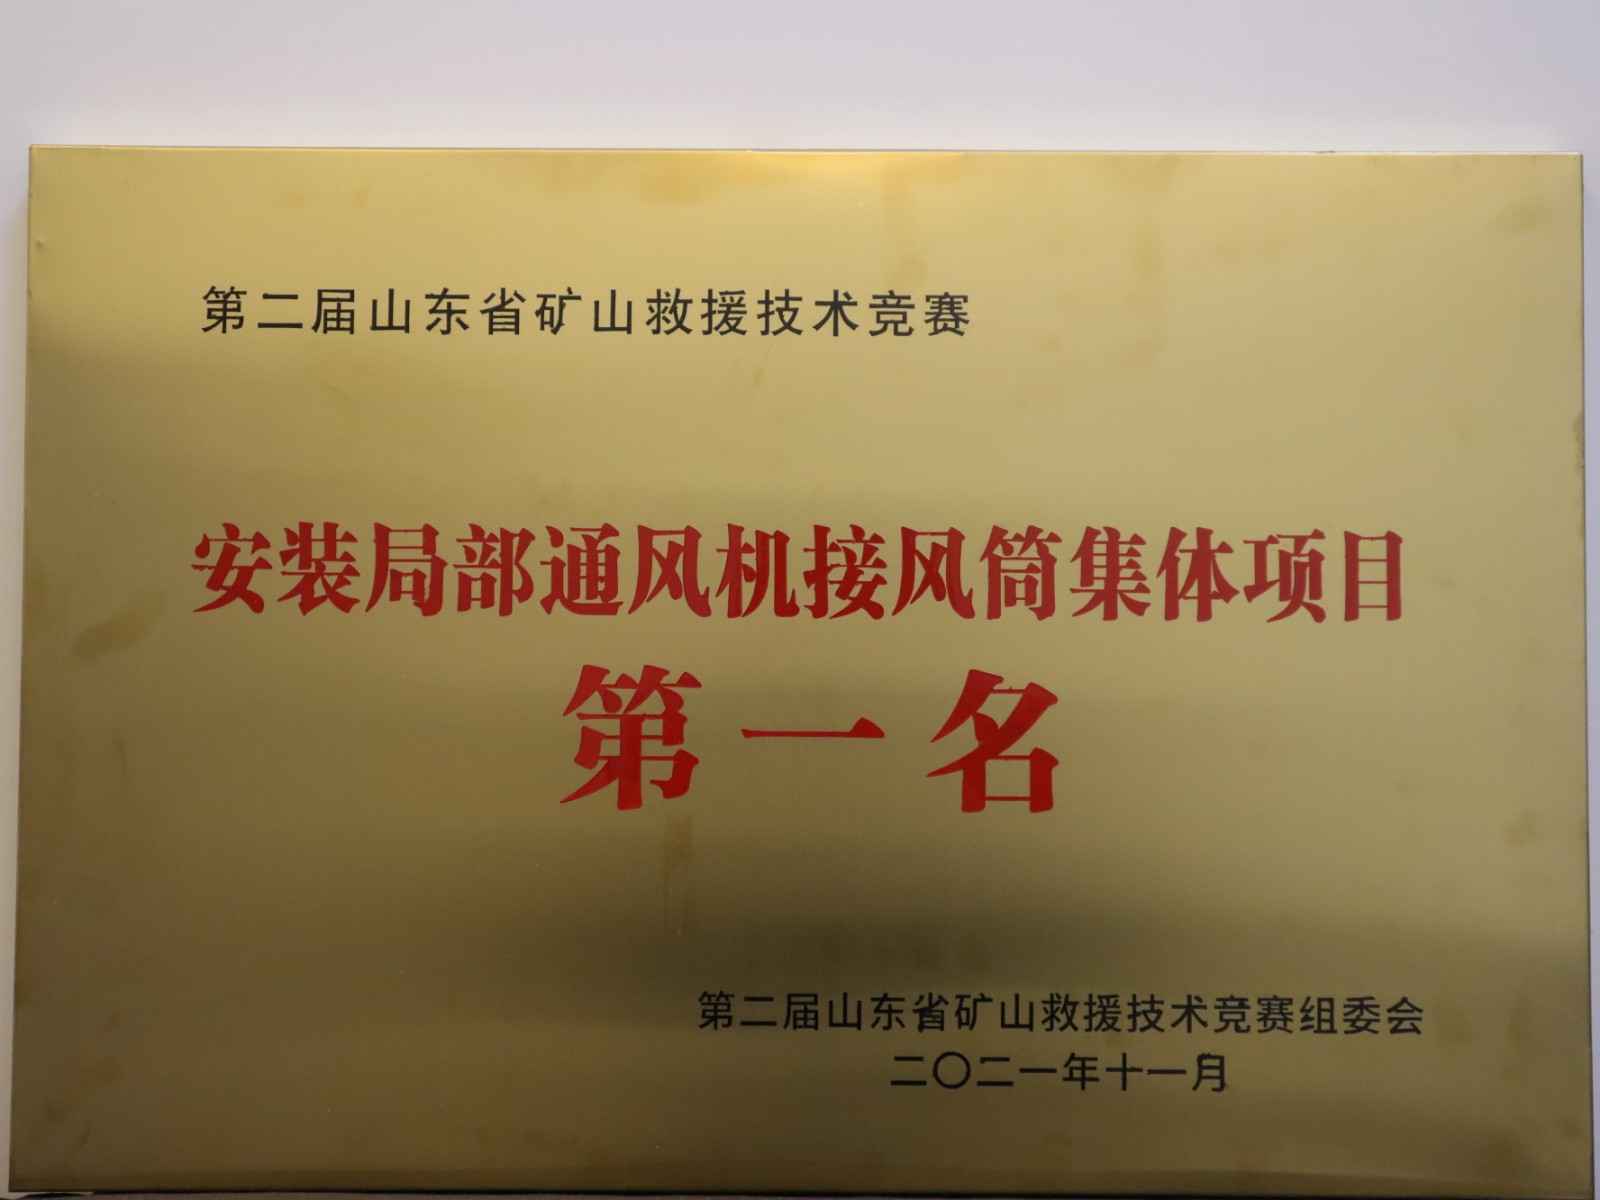 第二届山东省矿山救援技术竞赛
安装局部通风机接风筒集体项目
第一名
第二届山东省矿山救援技术竞赛组委会
二〇二一年十一月